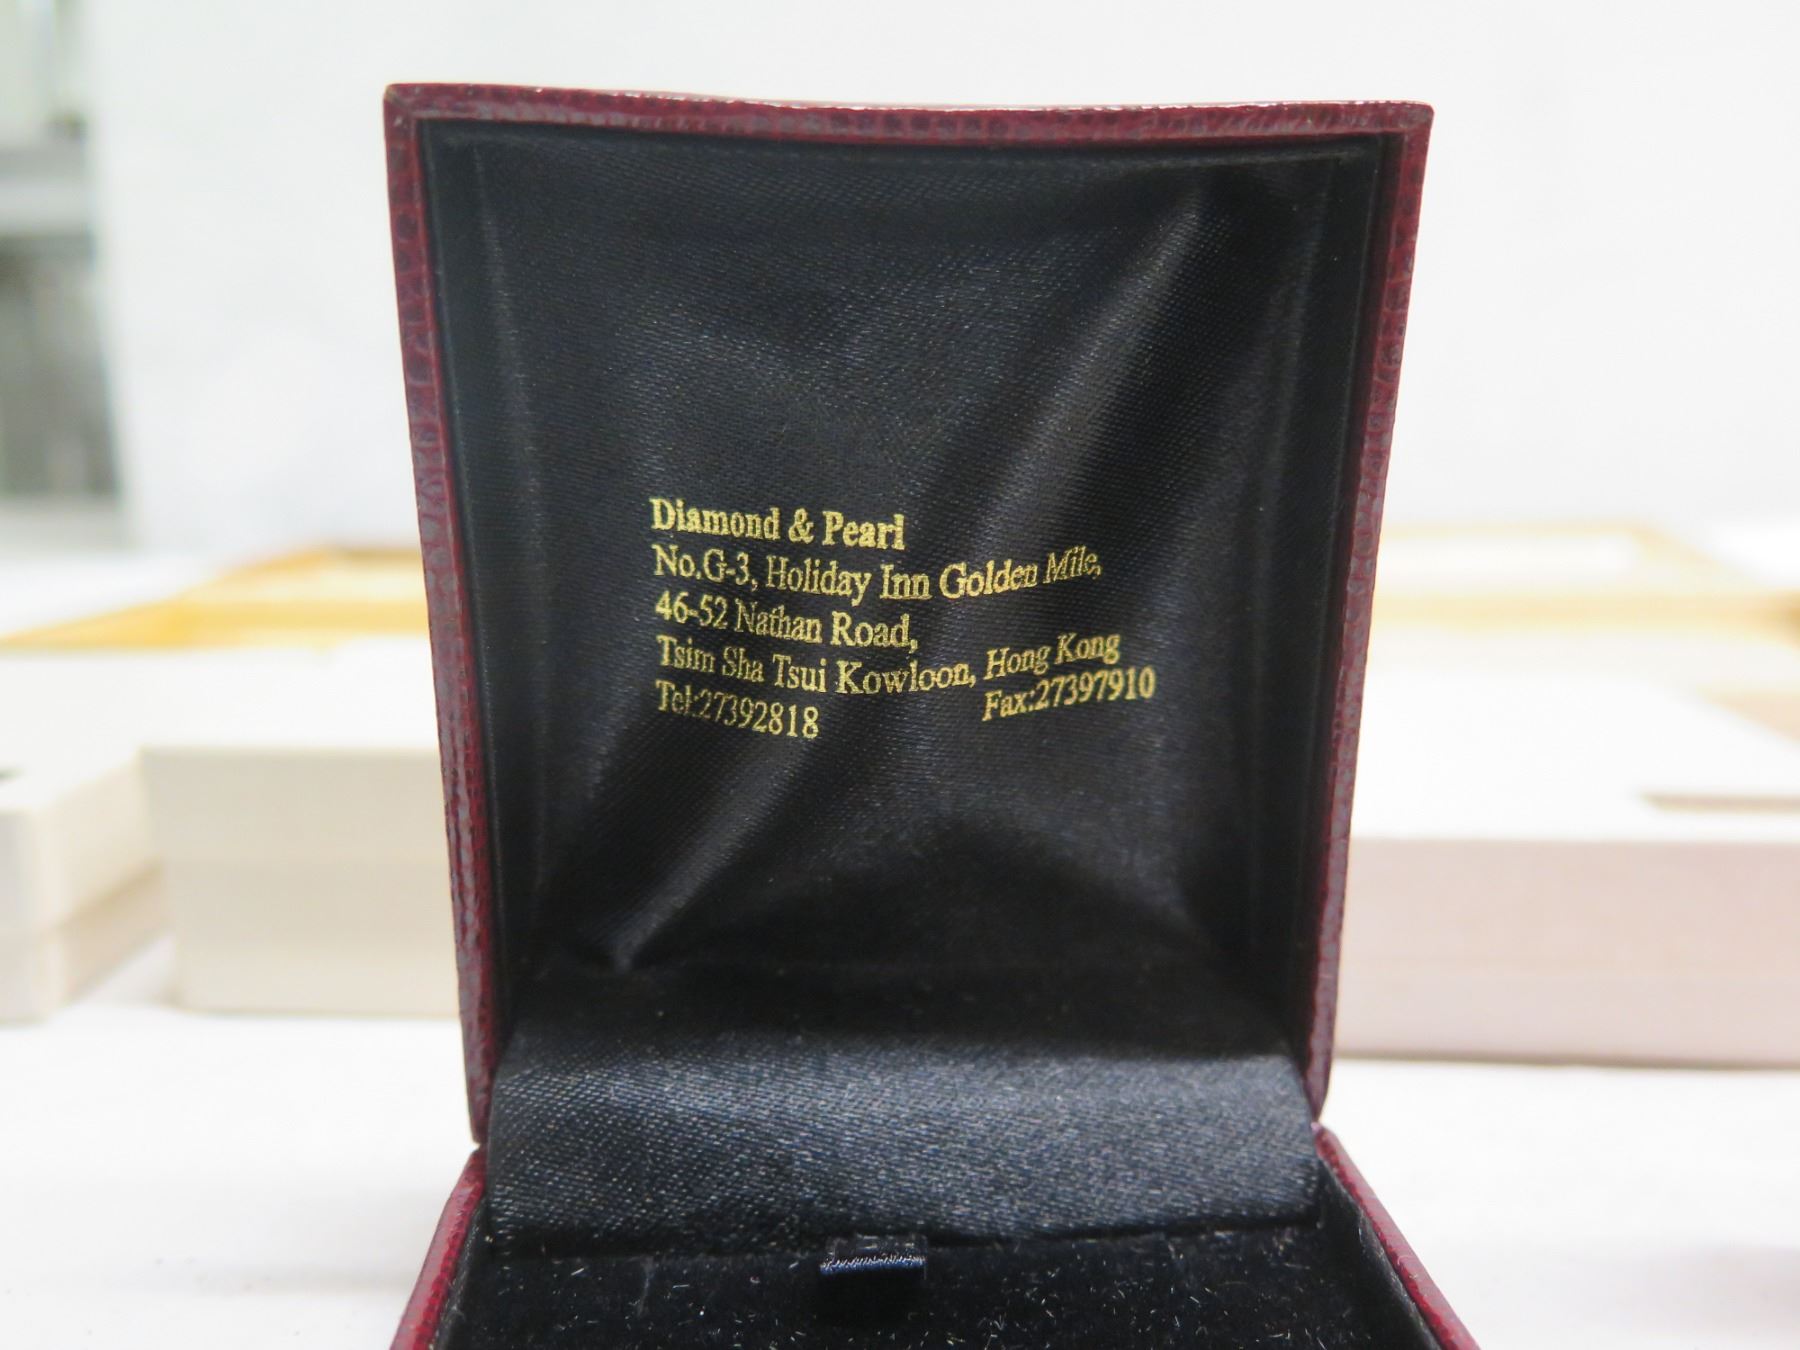 Diamond & Pearl
No.G-3, Holiday Inn Golden Mile,
46-52 Nathan Road,
Tsim Sha Tsui Kowloon, Hong Kong
Tel:27392818 Fax:27397910